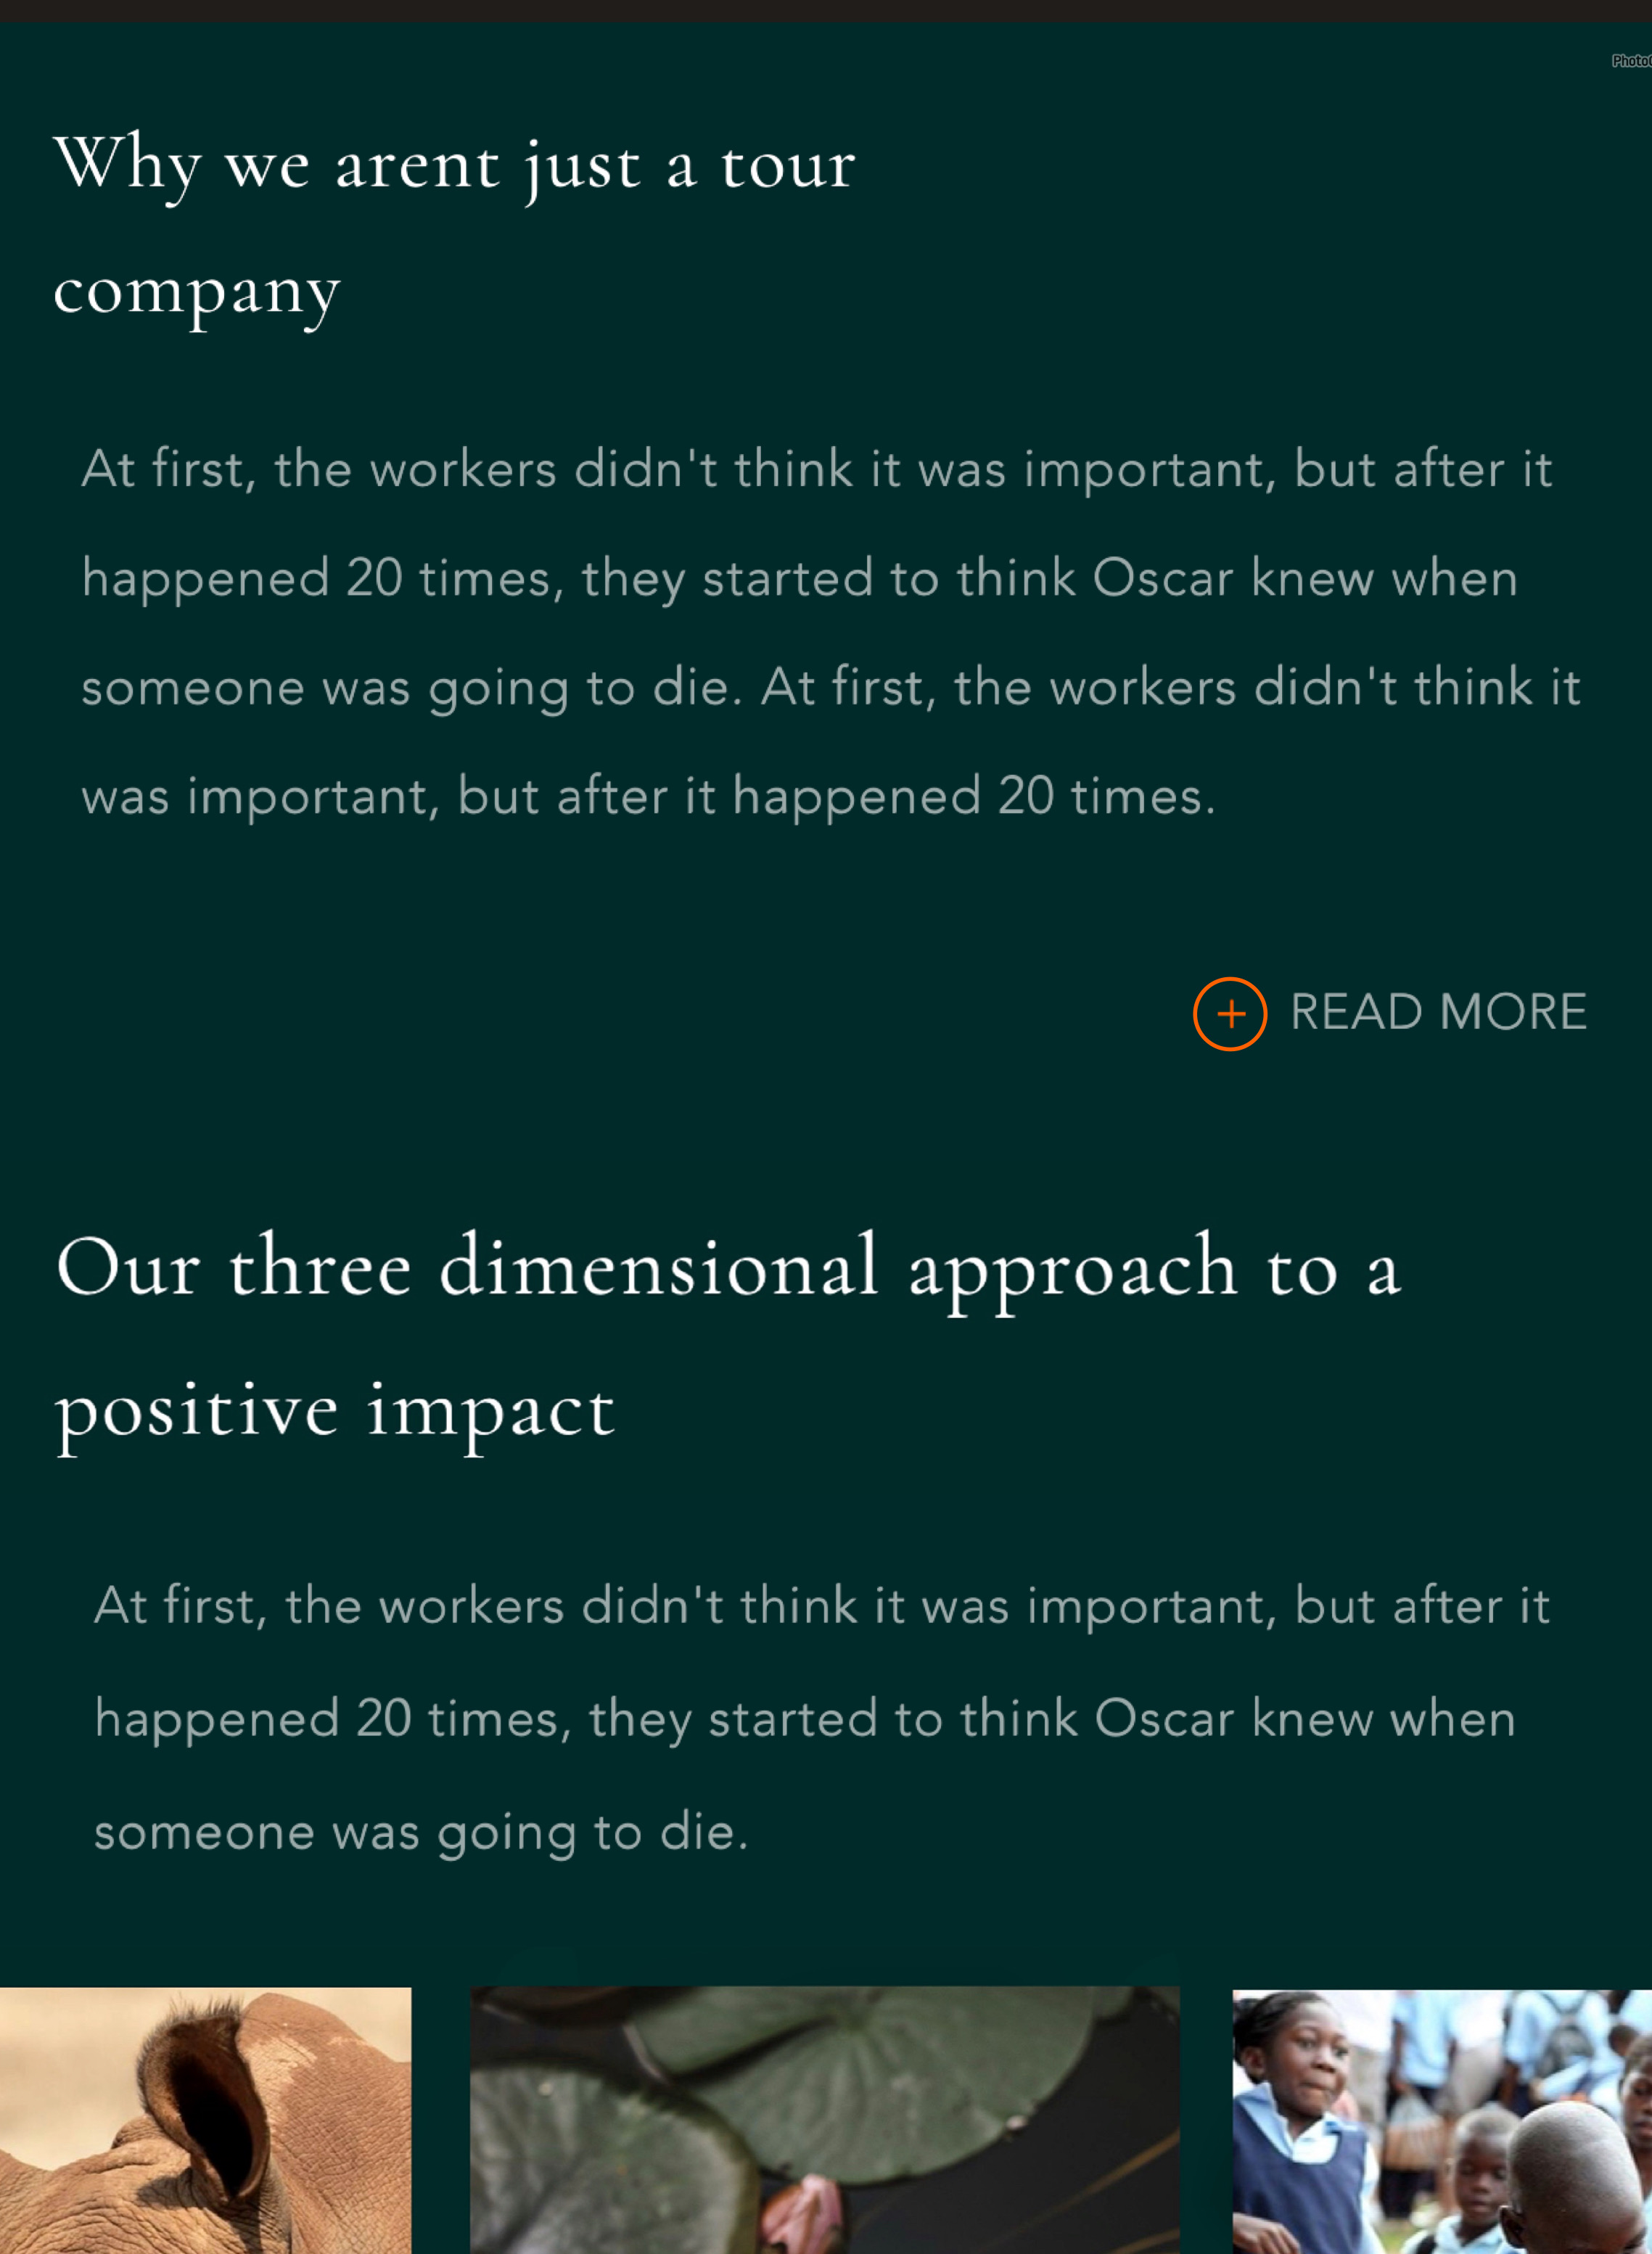 Why we arent just a tour
company
At first, the workers didn't think it was important, but after it
happened 20 times, they started to think Oscar knew when
someone was going to die. At first, the workers didn't think it
was important, but after it happened 20 times.
READ MORE
Our three dimensional approach to a
positive impact
At first, the workers didn't think it was important, but after it
happened 20 times, they started to think Oscar knew when
someone was going to die.